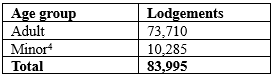 Age group Lodgements
Adult 73,710
Minor⁴ 10,285
Total 83,995